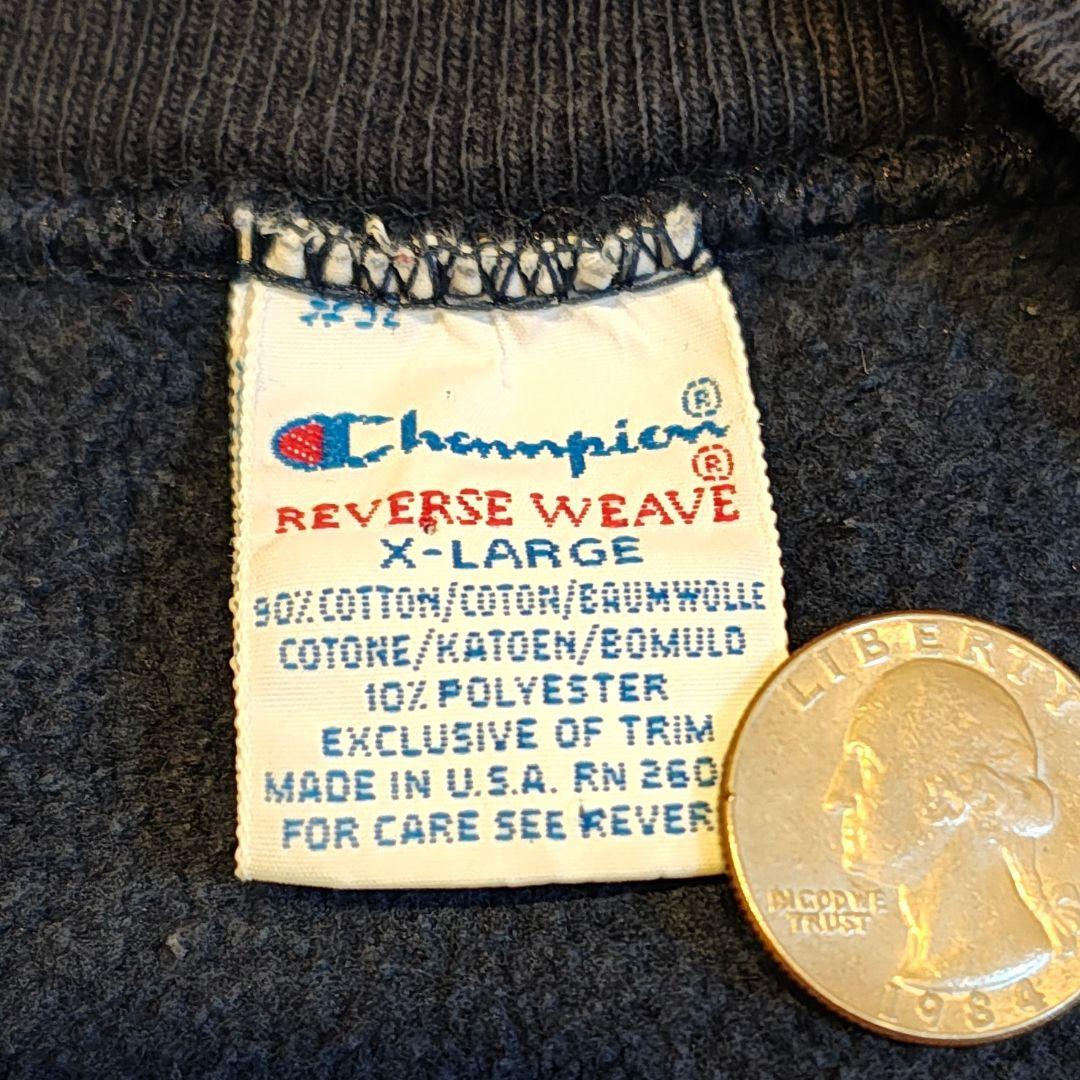 Champion®
REVERSE WEAVE®
X-LARGE
90% COTTON/COTON/BAUMWOLLE
COTONE/KATOEN/BOMULD
10% POLYESTER
EXCLUSIVE OF TRIM
MADE IN U.S.A. RN 260
FOR CARE SEE REVER
LIBERTY
IN GOD WE
TRUST
1984